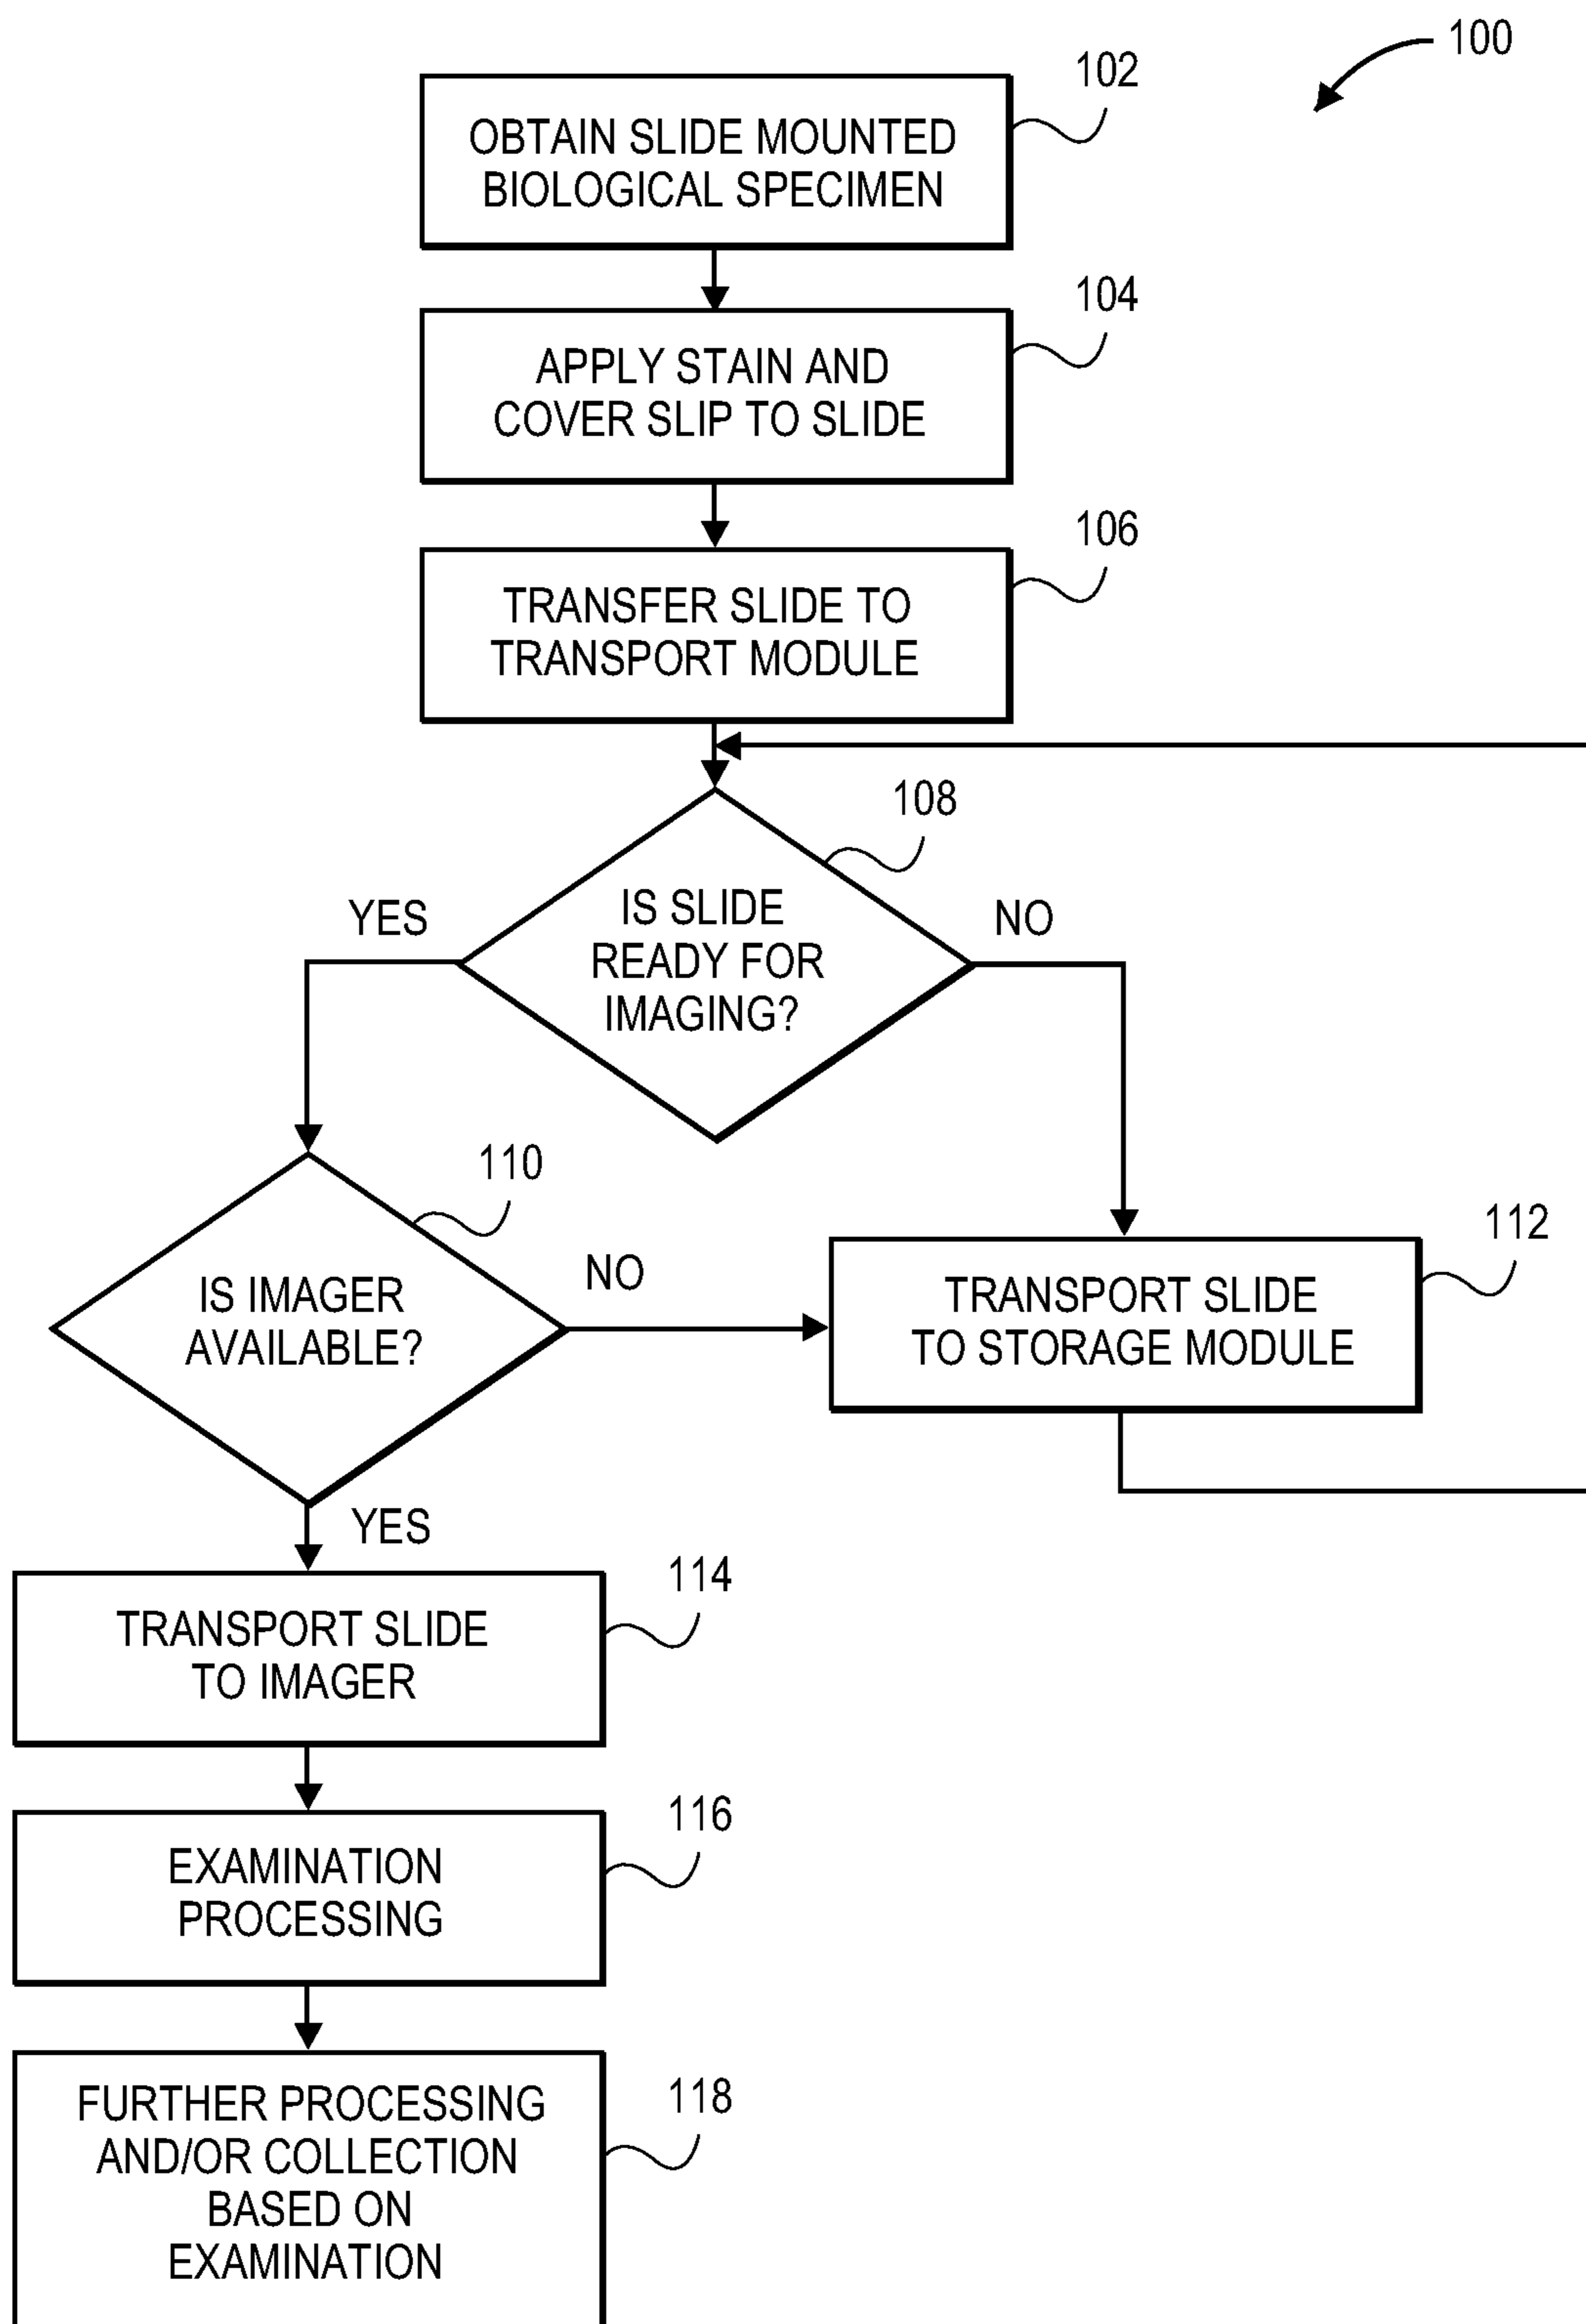 100
102
OBTAIN SLIDE MOUNTED
BIOLOGICAL SPECIMEN
104
APPLY STAIN AND
COVER SLIP TO SLIDE
106
TRANSFER SLIDE TO
TRANSPORT MODULE
108
IS SLIDE
READY FOR
IMAGING?
YES
NO
110
IS IMAGER
AVAILABLE?
NO
112
TRANSPORT SLIDE
TO STORAGE MODULE
YES
114
TRANSPORT SLIDE
TO IMAGER
116
EXAMINATION
PROCESSING
118
FURTHER PROCESSING
AND/OR COLLECTION
BASED ON
EXAMINATION